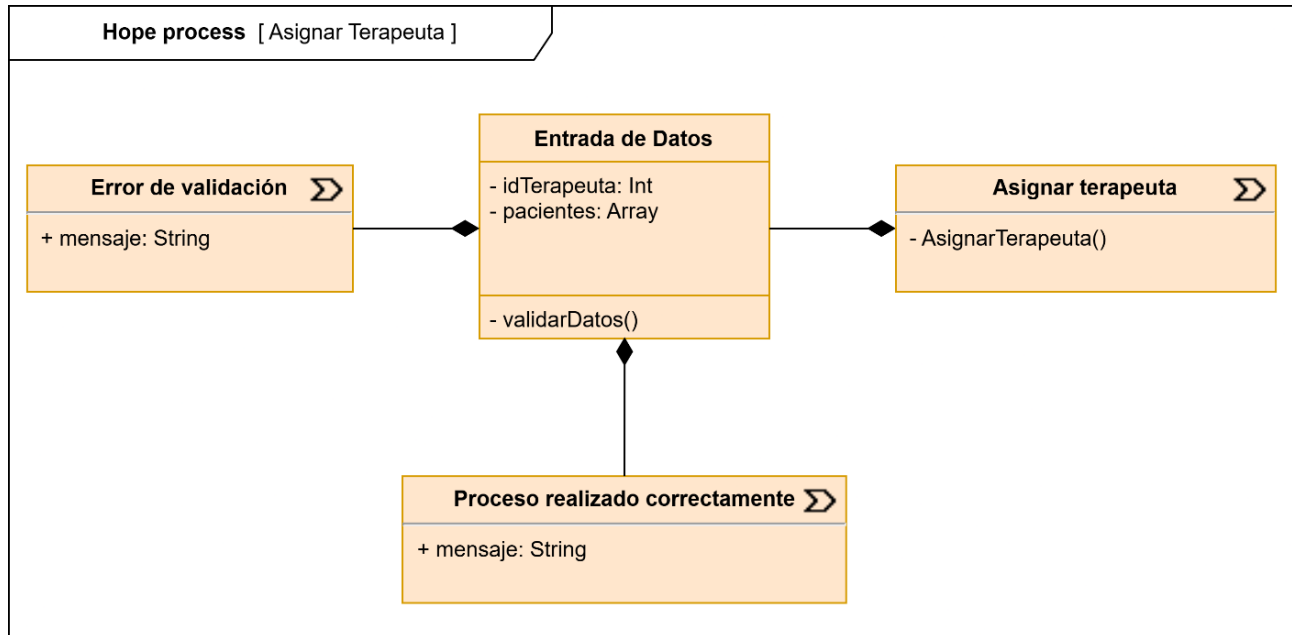 Hope process [ Asignar Terapeuta ]
Entrada de Datos
- idTerapeuta: Int
- pacientes: Array
- validarDatos()
Error de validación
+ mensaje: String
Asignar terapeuta
- AsignarTerapeuta()
Proceso realizado correctamente
+ mensaje: String